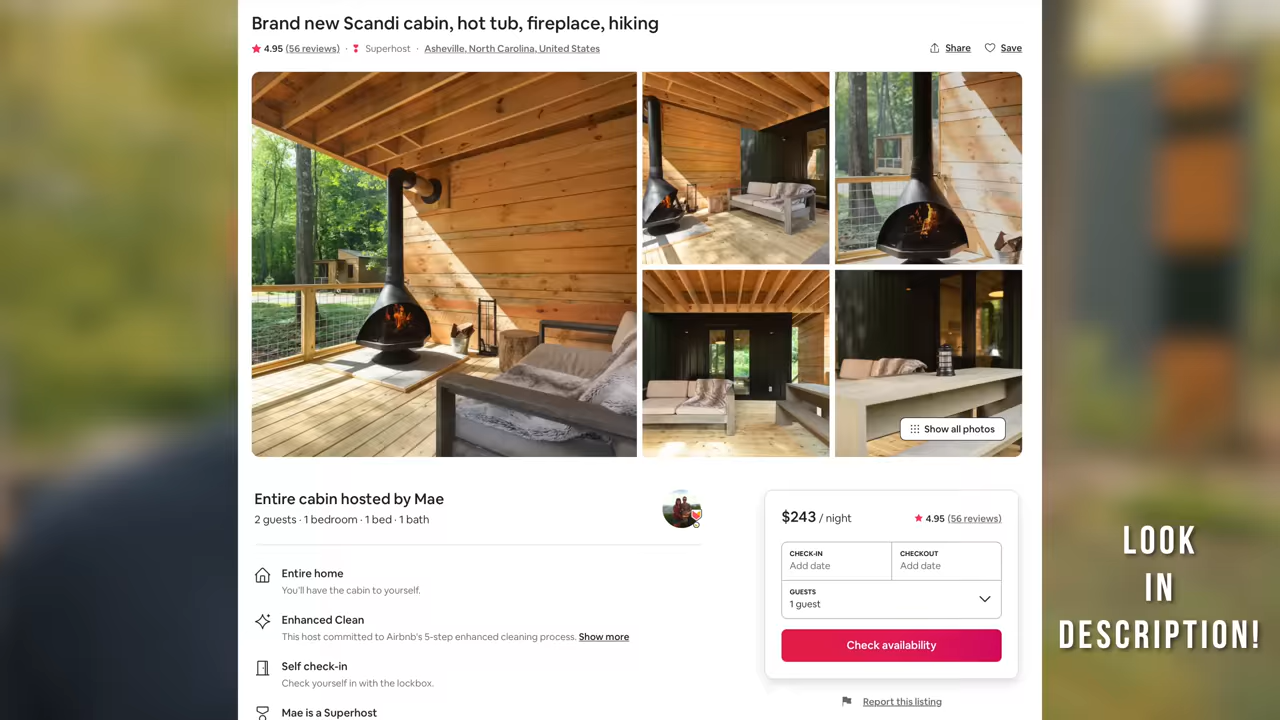 Brand new Scandi cabin, hot tub, fireplace, hiking
4.95 (56 reviews) · Superhost · Asheville, North Carolina, United States
Share Save
Show all photos
Entire cabin hosted by Mae
2 guests · 1 bedroom · 1 bed · 1 bath
Entire home
You'll have the cabin to yourself.
Enhanced Clean
This host committed to Airbnb's 5-step enhanced cleaning process. Show more
Self check-in
Check yourself in with the lockbox.
Mae is a Superhost
$243 / night 4.95 (56 reviews)
CHECK-IN CHECKOUT
Add date Add date
GUESTS
1 guest
Check availability
Report this listing
LOOK
IN
DESCRIPTION!